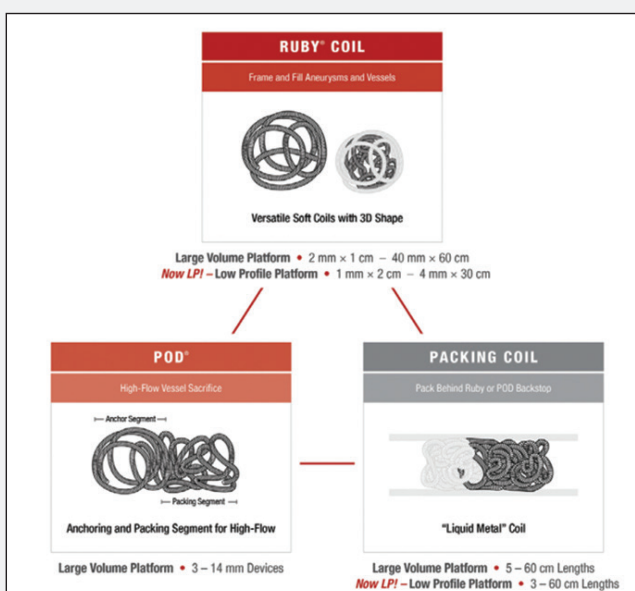 RUBY® COIL
Frame and Fill Aneurysms and Vessels
Versatile Soft Coils with 3D Shape
Large Volume Platform • 2 mm × 1 cm – 40 mm × 60 cm
Now LP! – Low Profile Platform • 1 mm × 2 cm – 4 mm × 30 cm
POD®
High-Flow Vessel Sacrifice
Anchor Segment
Packing Segment
Anchoring and Packing Segment for High-Flow
Large Volume Platform • 3 – 14 mm Devices
PACKING COIL
Pack Behind Ruby or POD Backstop
"Liquid Metal" Coil
Large Volume Platform • 5 – 60 cm Lengths
Now LP! – Low Profile Platform • 3 – 60 cm Lengths